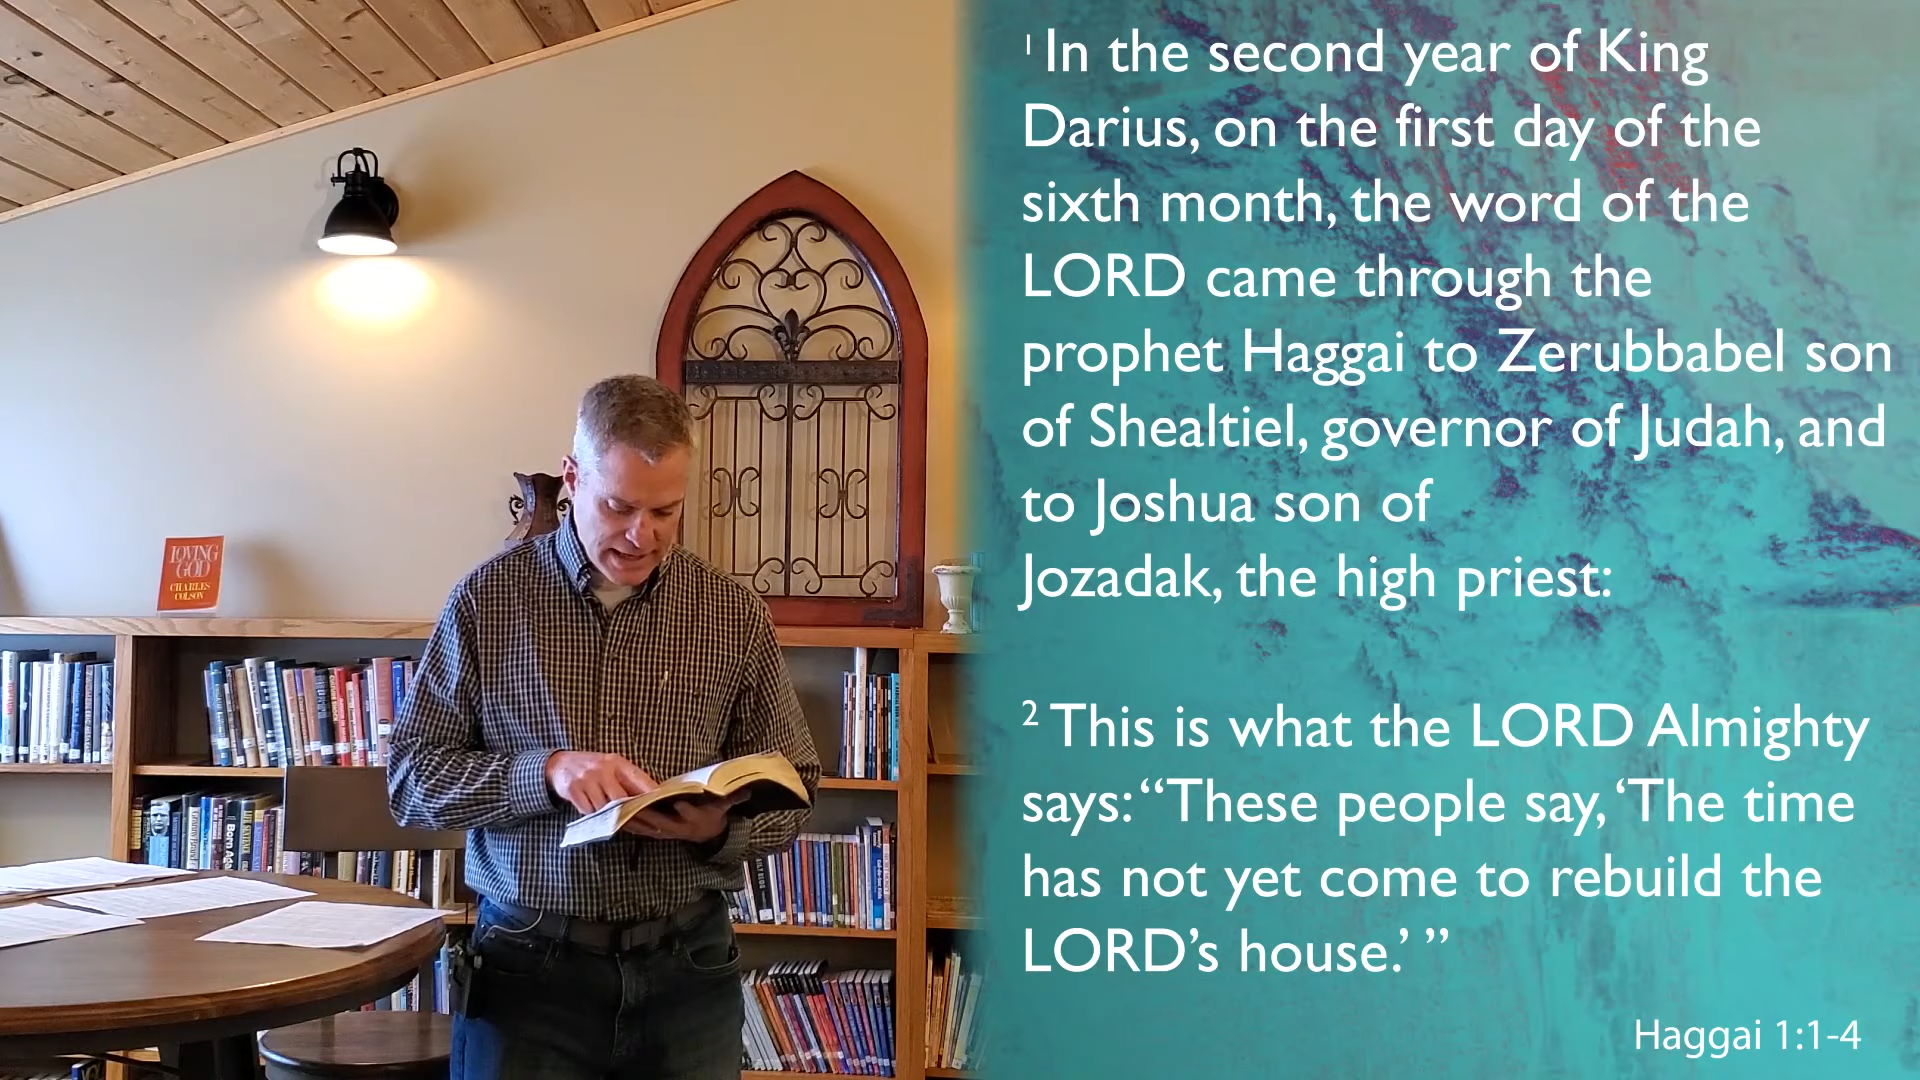 ¹ In the second year of King
Darius, on the first day of the
sixth month, the word of the
LORD came through the
prophet Haggai to Zerubbabel son
of Shealtiel, governor of Judah, and
to Joshua son of
Jozadak, the high priest:
² This is what the LORD Almighty
says: “These people say, ‘The time
has not yet come to rebuild the
LORD’s house.’ ”
Haggai 1:1-4
LOVING
GOD
CHARLES
COLSON
Born Again